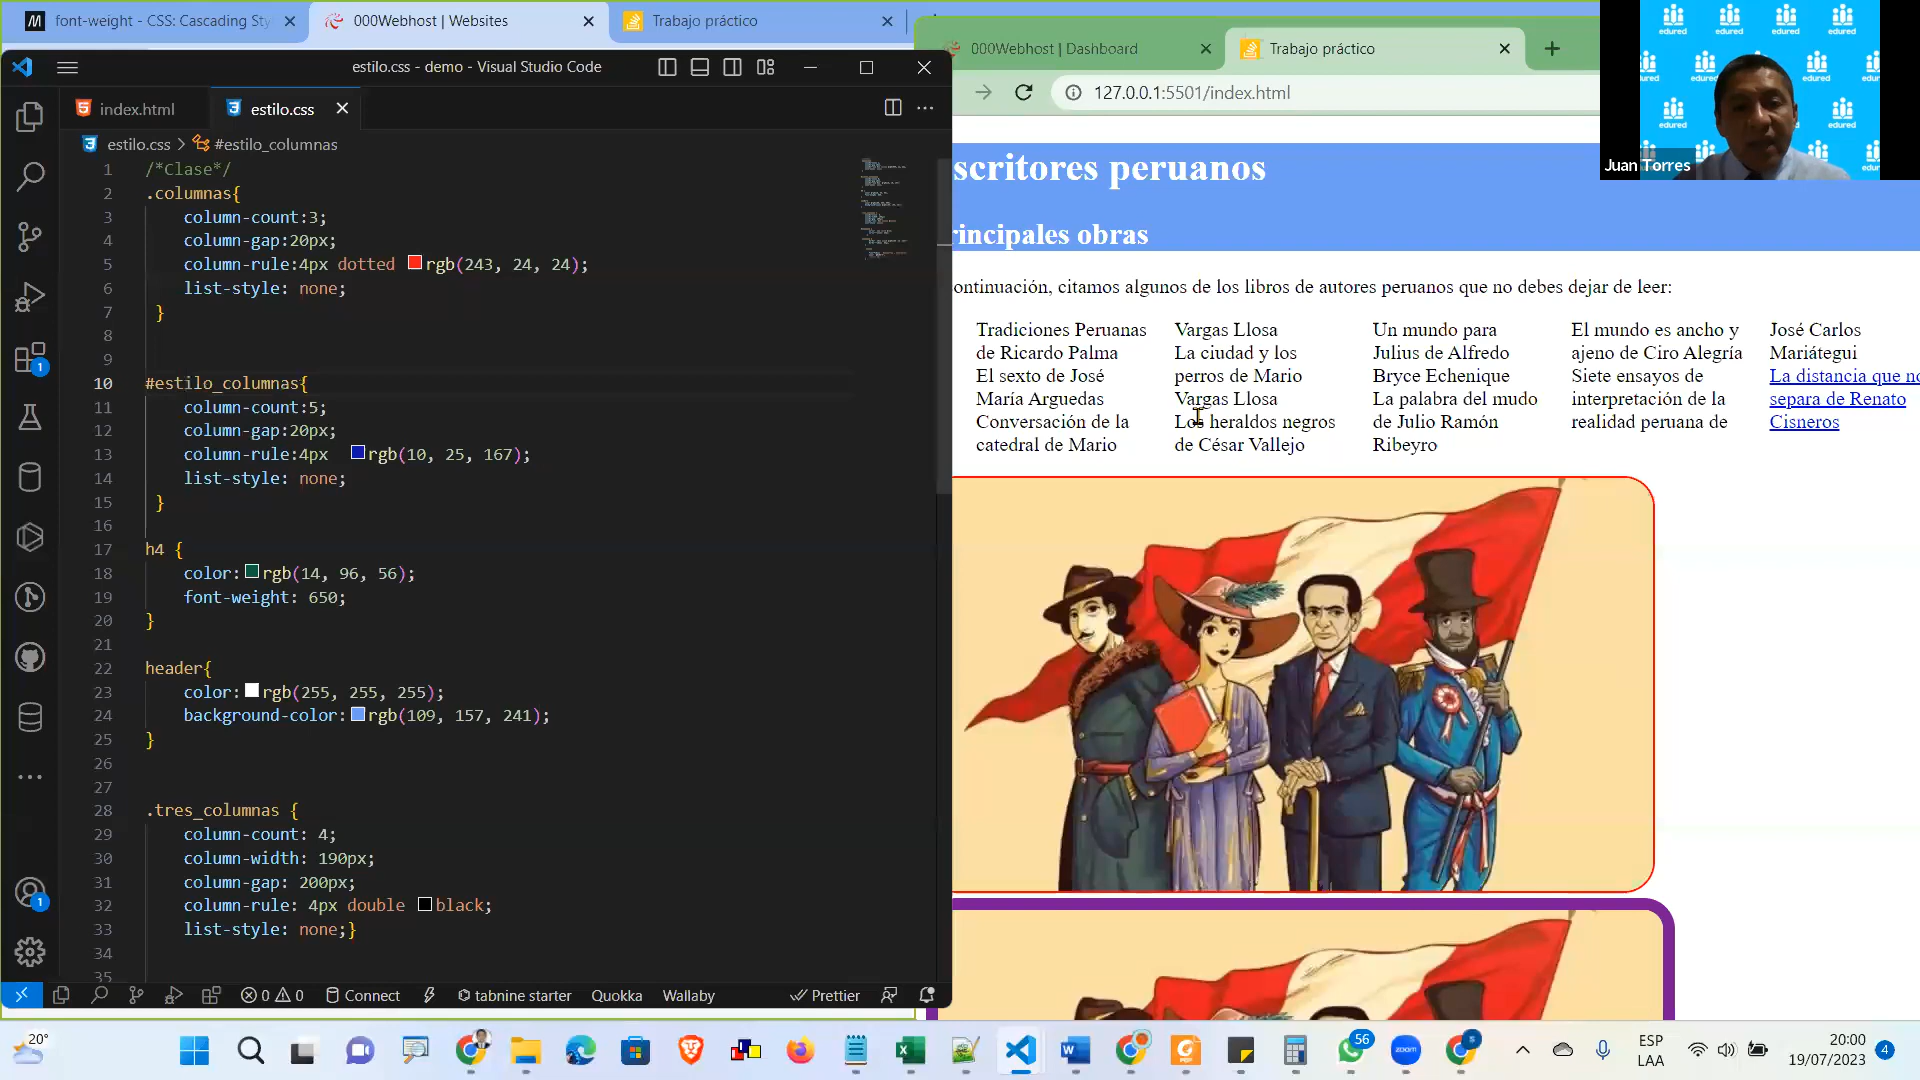 font-weight - CSS: Cascading Sty
000Webhost | Websites
Trabajo práctico
estilo.css - demo - Visual Studio Code
index.html
estilo.css
estilo.css > #estilo_columnas
1 /*Clase*/
2 .columnas{
3 column-count:3;
4 column-gap:20px;
5 column-rule:4px dotted rgb(243, 24, 24);
6 list-style: none;
7 }
8
9
10 #estilo_columnas{
11 column-count:5;
12 column-gap:20px;
13 column-rule:4px rgb(10, 25, 167);
14 list-style: none;
15 }
16
17 h4 {
18 color: rgb(14, 96, 56);
19 font-weight: 650;
20 }
21
22 header{
23 color: rgb(255, 255, 255);
24 background-color: rgb(109, 157, 241);
25 }
26
27
28 .tres_columnas {
29 column-count: 4;
30 column-width: 190px;
31 column-gap: 200px;
32 column-rule: 4px double black;
33 list-style: none;}
34
35
0 0 Connect tabnine starter Quokka Wallaby Prettier
000Webhost | Dashboard
Trabajo práctico
127.0.0.1:5501/index.html
edured
Juan Torres
scritores peruanos
rincipales obras
ontinuación, citamos algunos de los libros de autores peruanos que no debes dejar de leer:
Tradiciones Peruanas
de Ricardo Palma
El sexto de José
María Arguedas
Conversación de la
catedral de Mario
Vargas Llosa
La ciudad y los
perros de Mario
Vargas Llosa
Los heraldos negros
de César Vallejo
Un mundo para
Julius de Alfredo
Bryce Echenique
La palabra del mudo
de Julio Ramón
Ribeyro
El mundo es ancho y
ajeno de Ciro Alegría
Siete ensayos de
interpretación de la
realidad peruana de
José Carlos
Mariátegui
La distancia que no
separa de Renato
Cisneros
20°
56
ESP
LAA
20:00
19/07/2023
4